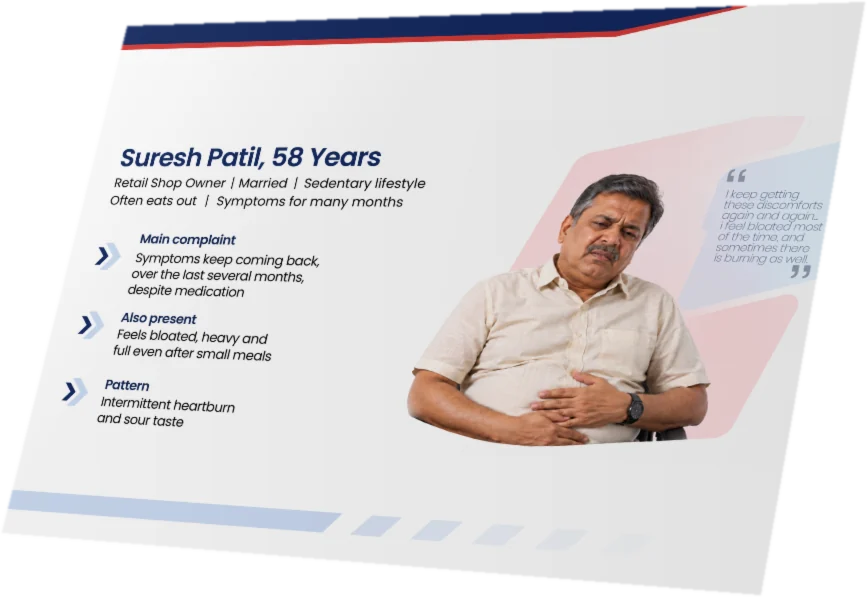 Suresh Patil, 58 Years
Retail Shop Owner | Married | Sedentary lifestyle
Often eats out | Symptoms for many months
Main complaint
Symptoms keep coming back,
over the last several months,
despite medication
Also present
Feels bloated, heavy and
full even after small meals
Pattern
Intermittent heartburn
and sour taste
“
I keep getting
these discomforts
again and again..
i feel bloated most
of the time, and
sometimes there
is burning as well.
”